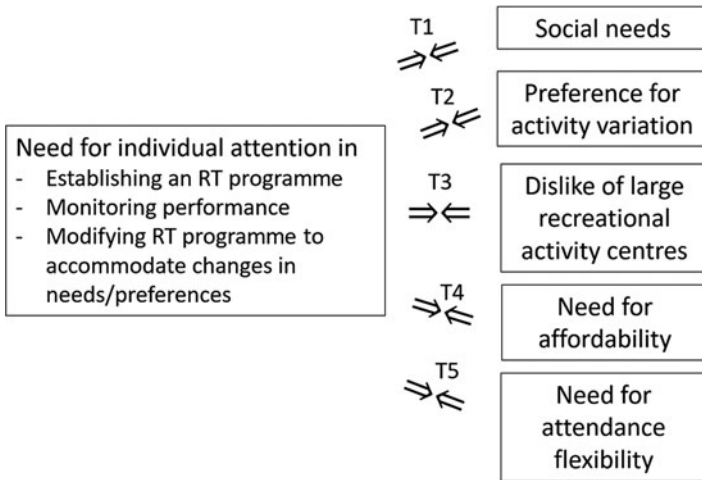 Need for individual attention in
- Establishing an RT programme
- Monitoring performance
- Modifying RT programme to
accommodate changes in
needs/preferences
T1
Social needs
T2
Preference for
activity variation
T3
Dislike of large
recreational
activity centres
T4
Need for
affordability
T5
Need for
attendance
flexibility